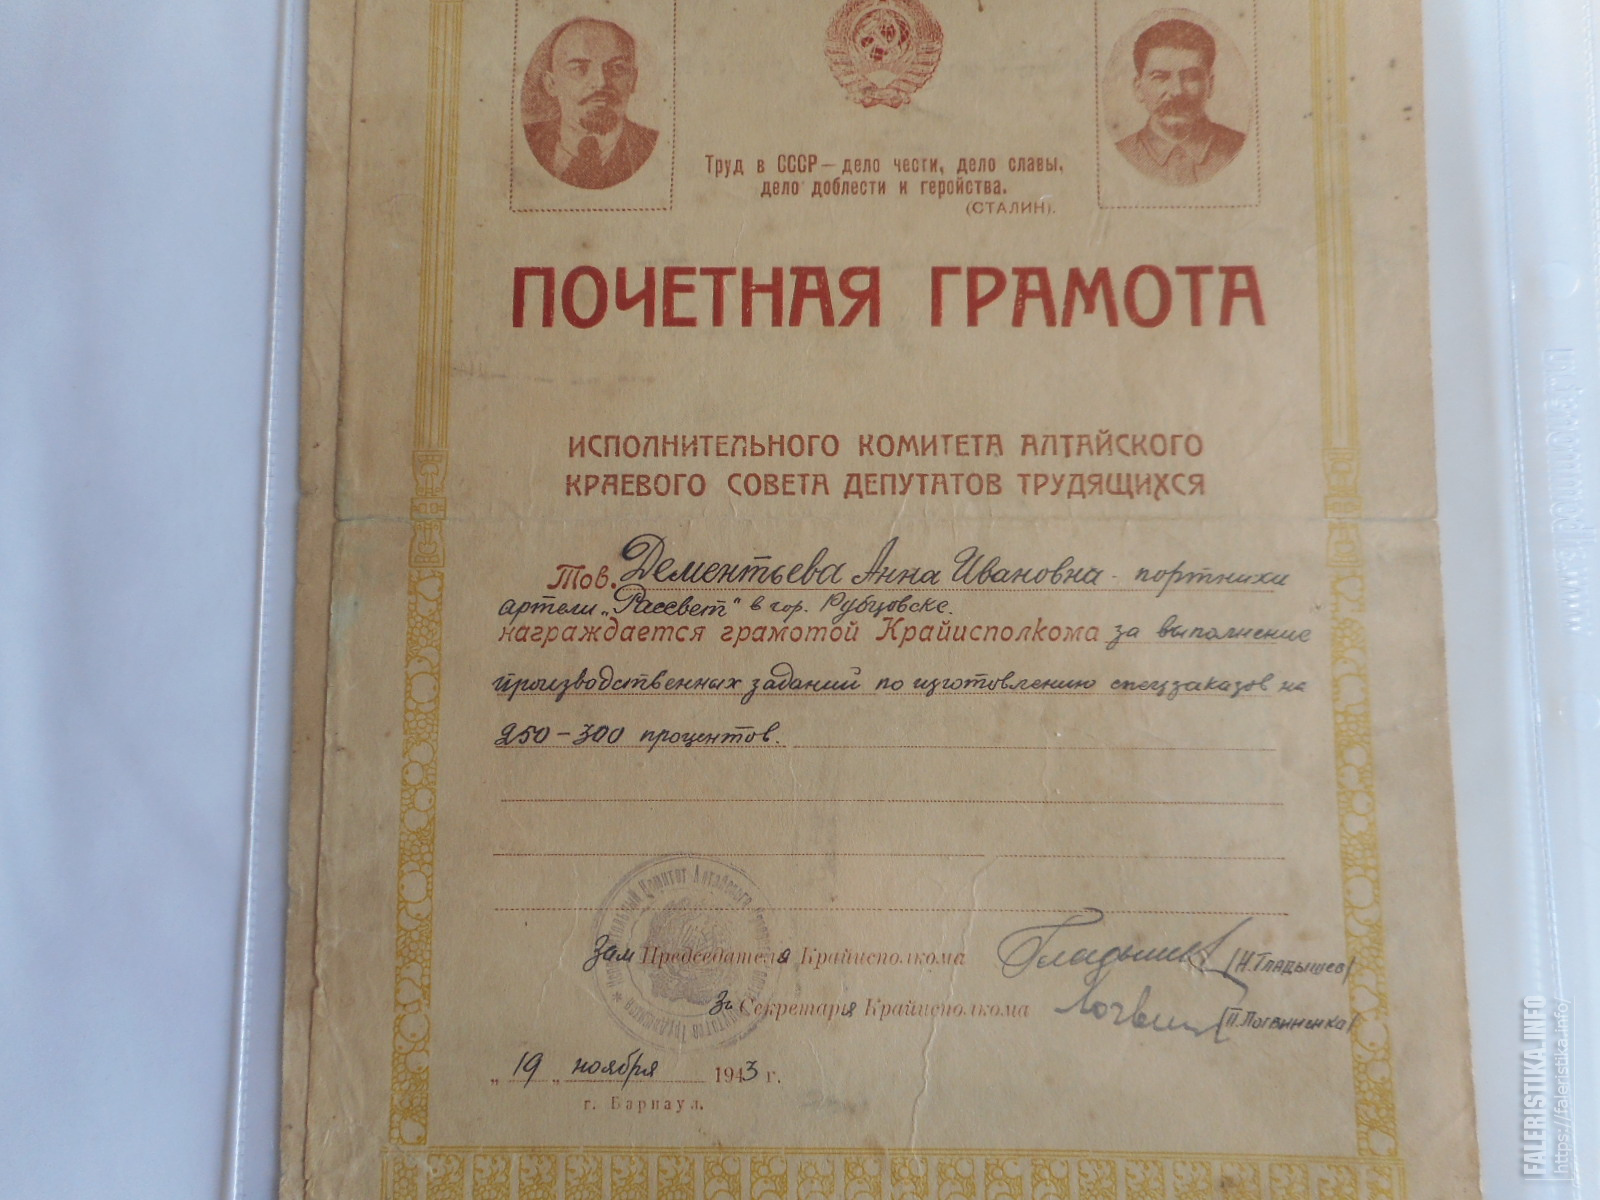 Труд в СССР—дело чести, дело славы,
дело доблести и геройства.
(СТАЛИН).
ПОЧЕТНАЯ ГРАМОТА
ИСПОЛНИТЕЛЬНОГО КОМИТЕТА АЛТАЙСКОГО
КРАЕВОГО СОВЕТА ДЕПУТАТОВ ТРУДЯЩИХСЯ
Тов. Дементьева Анна Ивановна - портнихи
артели „Рассвет" в гор. Рубцовске.
награждается грамотой Крайисполкома за выполнение
производственных заданий по изготовлению спецзаказов на
250-300 процентов.
Зам Председателя Крайисполкома (Н.Гладышев)
За Секретаря Крайисполкома (П.Логвиненко)
„19„ ноября 1943 г.
г. Барнаул.
FALERISTIKA.INFO
https://faleristika.info/